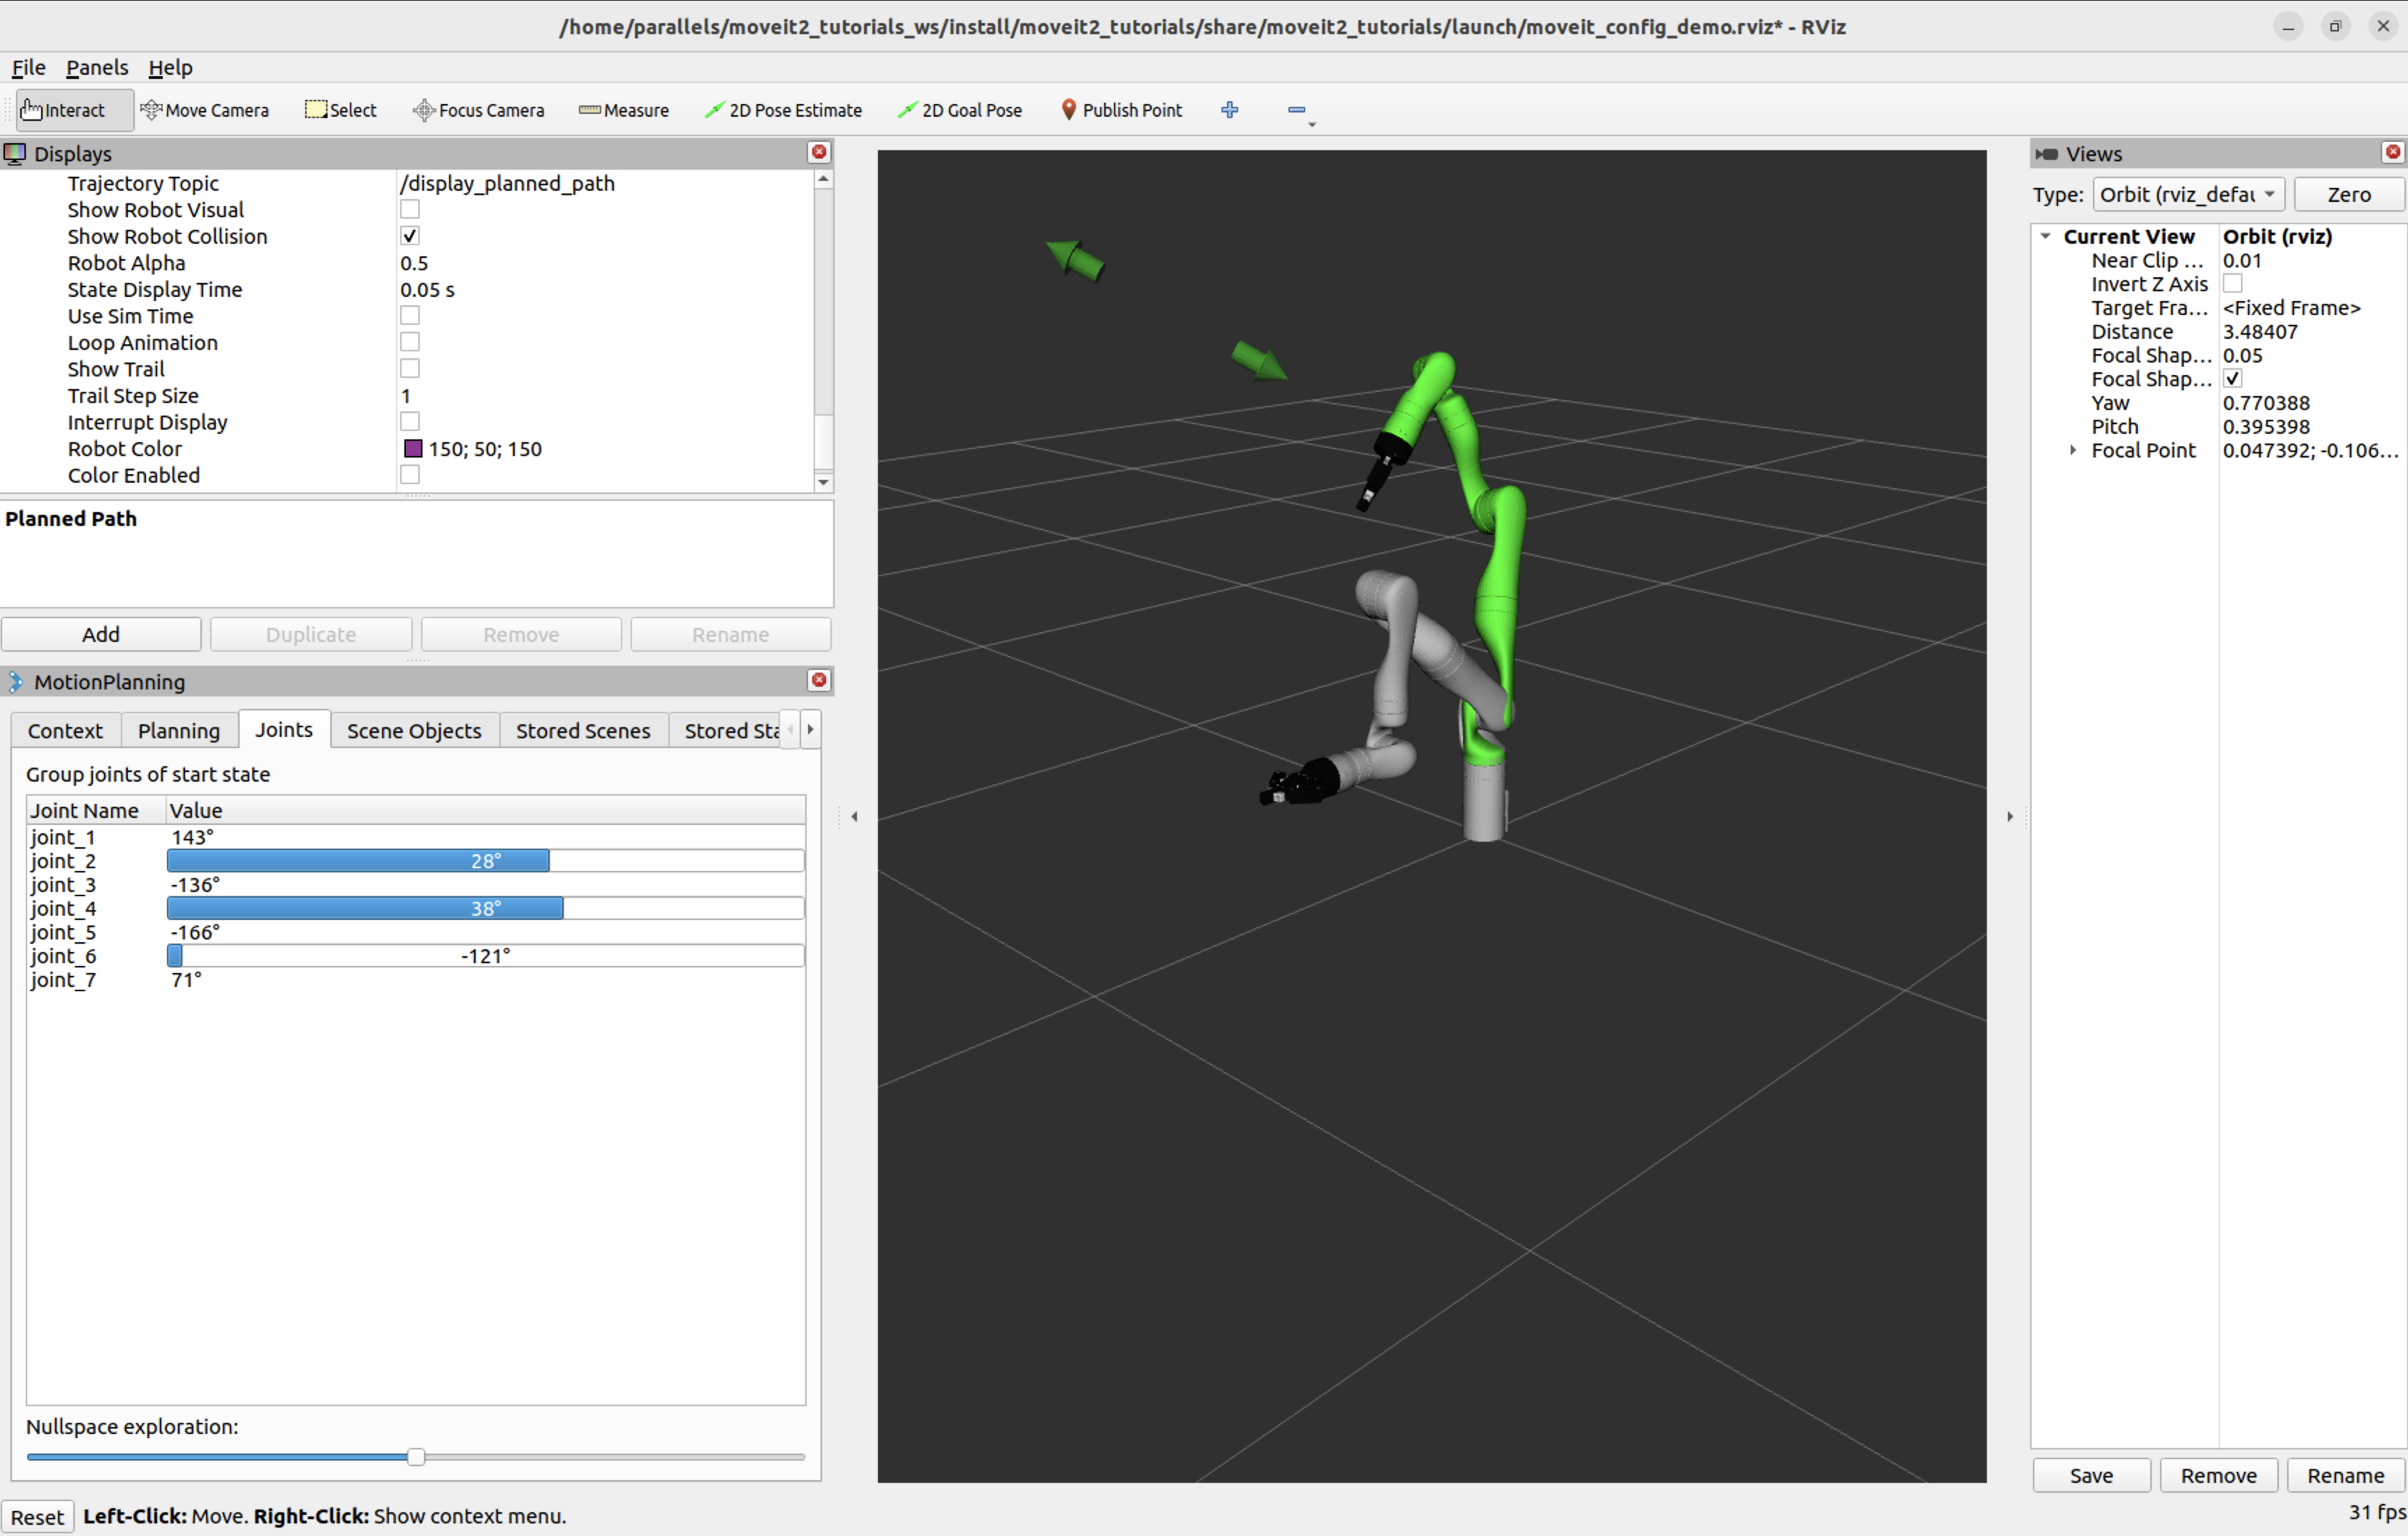 /home/parallels/moveit2_tutorials_ws/install/moveit2_tutorials/share/moveit2_tutorials/launch/moveit_config_demo.rviz* - RViz
File Panels Help
Interact Move Camera Select Focus Camera Measure 2D Pose Estimate 2D Goal Pose Publish Point
Displays
Trajectory Topic /display_planned_path
Show Robot Visual
Show Robot Collision
Robot Alpha 0.5
State Display Time 0.05 s
Use Sim Time
Loop Animation
Show Trail
Trail Step Size 1
Interrupt Display
Robot Color 150; 50; 150
Color Enabled
Planned Path
Add Duplicate Remove Rename
MotionPlanning
Context Planning Joints Scene Objects Stored Scenes Stored Sta
Group joints of start state
Joint Name Value
joint_1 143°
joint_2 28°
joint_3 -136°
joint_4 38°
joint_5 -166°
joint_6 -121°
joint_7 71°
Nullspace exploration:
Reset Left-Click: Move. Right-Click: Show context menu.
Views
Type: Orbit (rviz_defau Zero
Current View Orbit (rviz)
Near Clip ... 0.01
Invert Z Axis
Target Fra... <Fixed Frame>
Distance 3.48407
Focal Shap... 0.05
Focal Shap...
Yaw 0.770388
Pitch 0.395398
Focal Point 0.047392; -0.106...
Save Remove Rename
31 fps